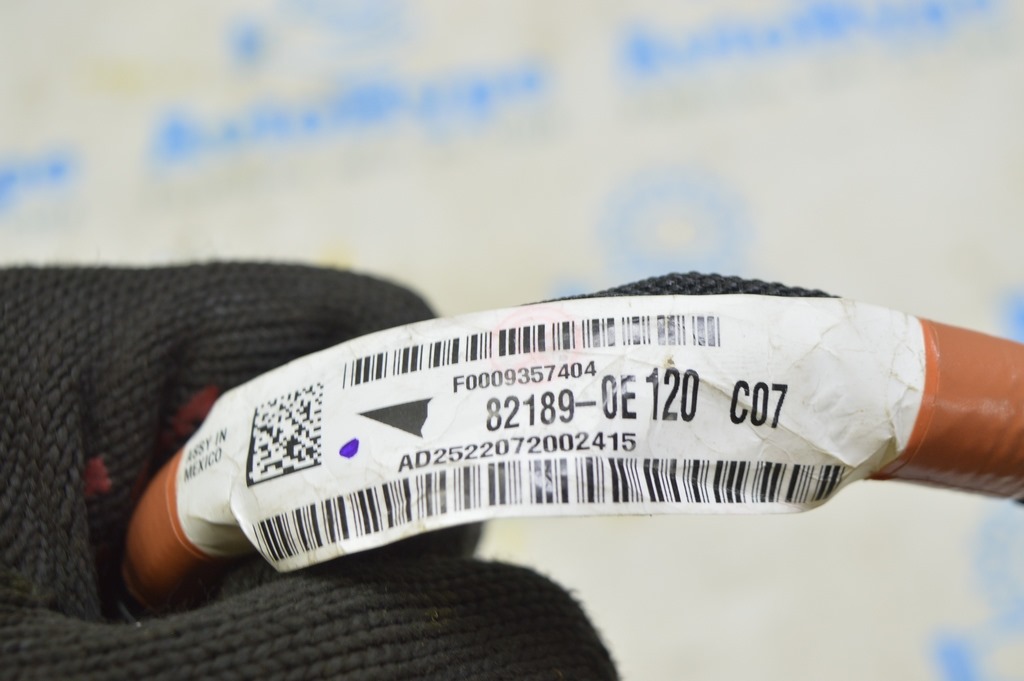 F0009357404
82189-0E120 C07
AD2522072002415
ASSY IN
MEXICO